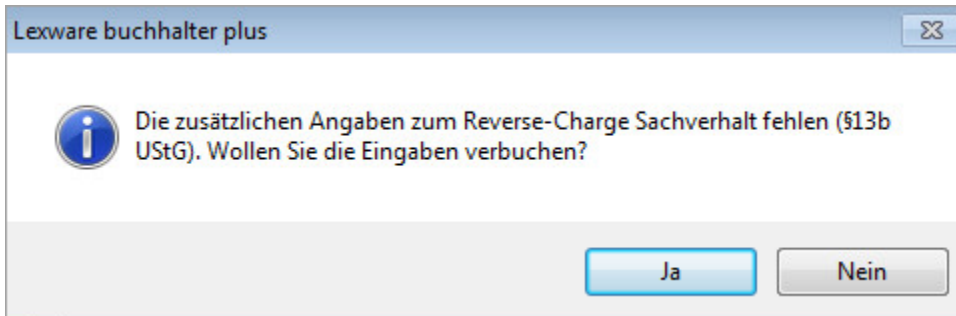 Lexware buchhalter plus
Die zusätzlichen Angaben zum Reverse-Charge Sachverhalt fehlen (§13b
UStG). Wollen Sie die Eingaben verbuchen?
Ja
Nein